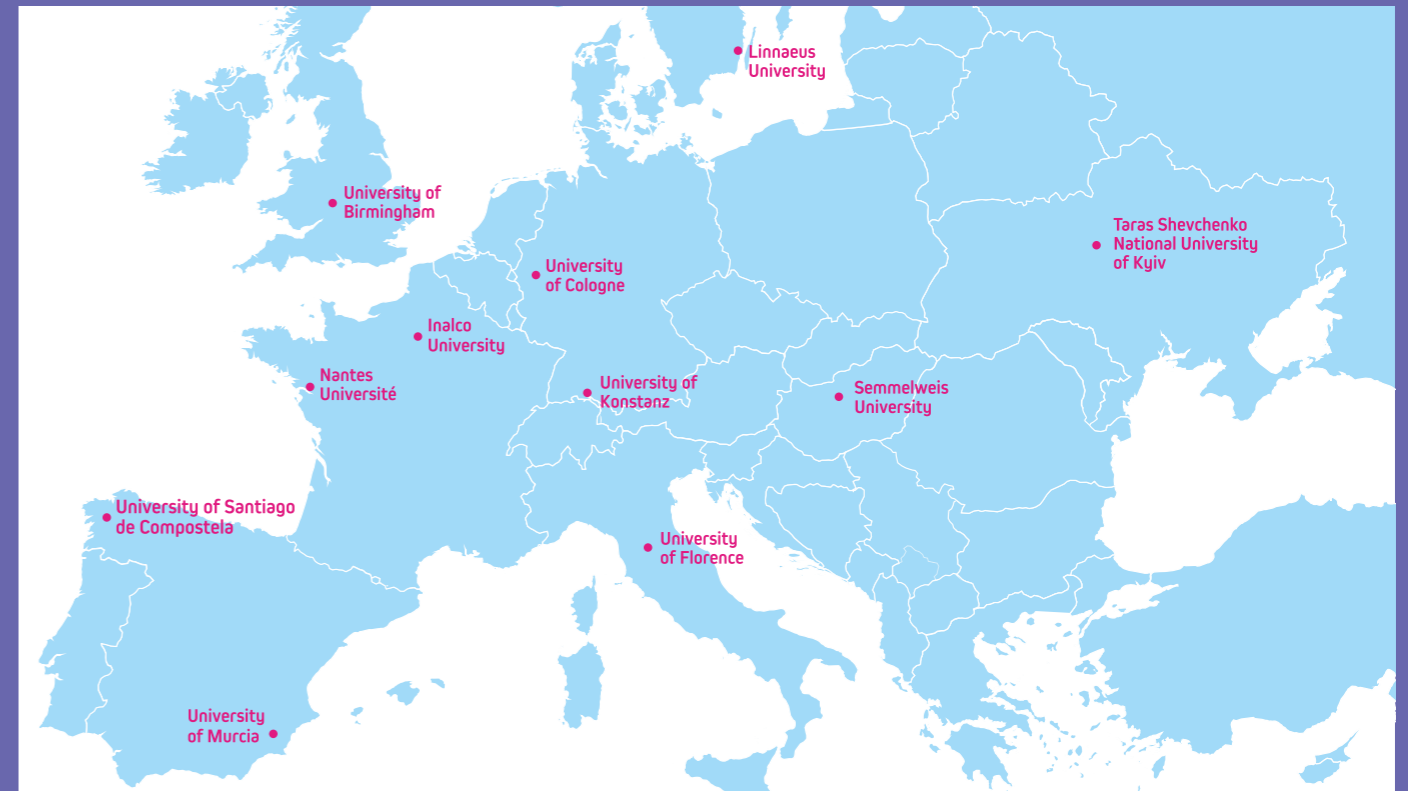 Linnaeus
University
University of
Birmingham
Taras Shevchenko
National University
of Kyiv
University
of Cologne
Inalco
University
Nantes
Université
University of
Konstanz
Semmelweis
University
University of Santiago
de Compostela
University
of Florence
University
of Murcia